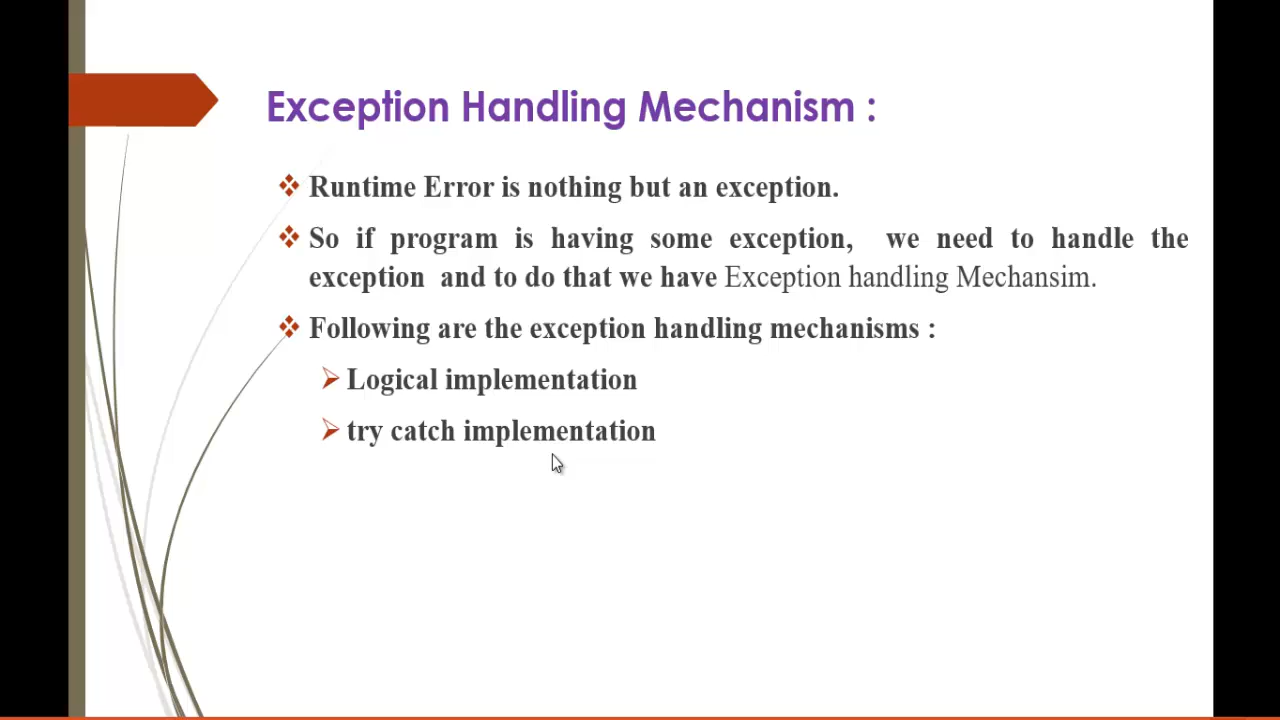 Exception Handling Mechanism :
Runtime Error is nothing but an exception.
So if program is having some exception, we need to handle the
exception and to do that we have Exception handling Mechansim.
Following are the exception handling mechanisms :
Logical implementation
try catch implementation